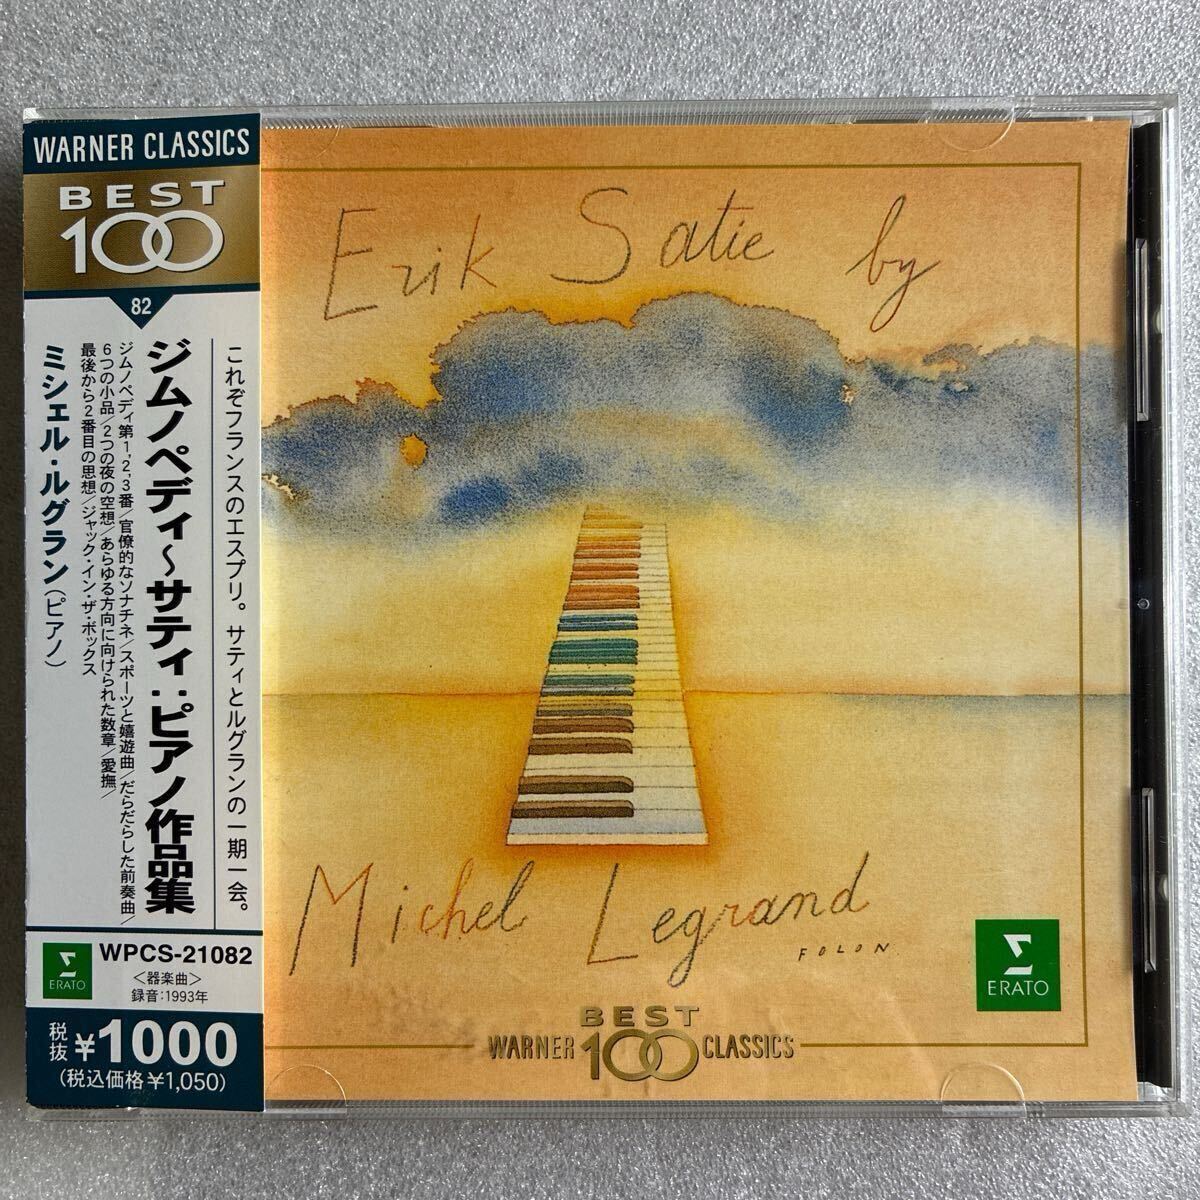 WARNER CLASSICS
BEST
100
82
これぞフランスのエスプリ。サティとルグランの一期一会。
ジムノペディ～サティ：ピアノ作品集
ジムノペディ第1,2,3番/官僚的なソナチネ/スポーツと嬉遊曲/だらだらした前奏曲/
6つの小品/2つの夜の空想/あらゆる方向に向けられた数章/愛撫/
最後から2番目の思想/ジャック・イン・ザ・ボックス
ミシェル・ルグラン(ピアノ)
ERATO
WPCS-21082
<器楽曲>
録音:1993年
税抜 ¥1000
(税込価格¥1,050)
Erik Satie by
Michel Legrand
FOLON
ERATO
BEST
WARNER 100 CLASSICS